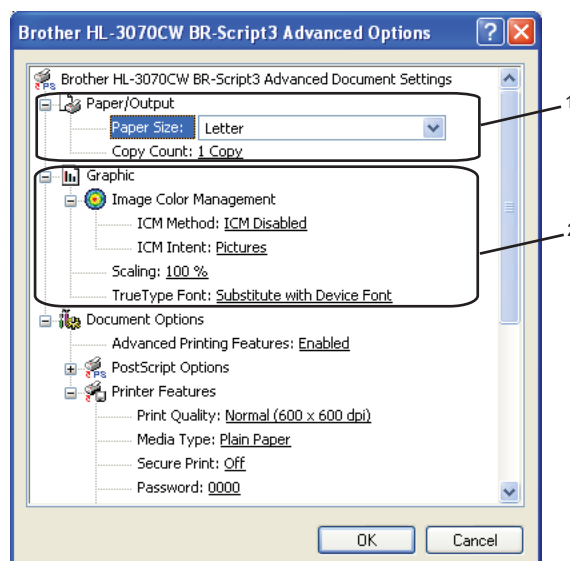 Brother HL-3070CW BR-Script3 Advanced Options
Brother HL-3070CW BR-Script3 Advanced Document Settings
Paper/Output
Paper Size: Letter
Copy Count: 1 Copy
1
Graphic
Image Color Management
ICM Method: ICM Disabled
ICM Intent: Pictures
2
Scaling: 100 %
TrueType Font: Substitute with Device Font
Document Options
Advanced Printing Features: Enabled
PS PostScript Options
Printer Features
Print Quality: Normal (600 x 600 dpi)
Media Type: Plain Paper
Secure Print: Off
Password: 0000
OK Cancel